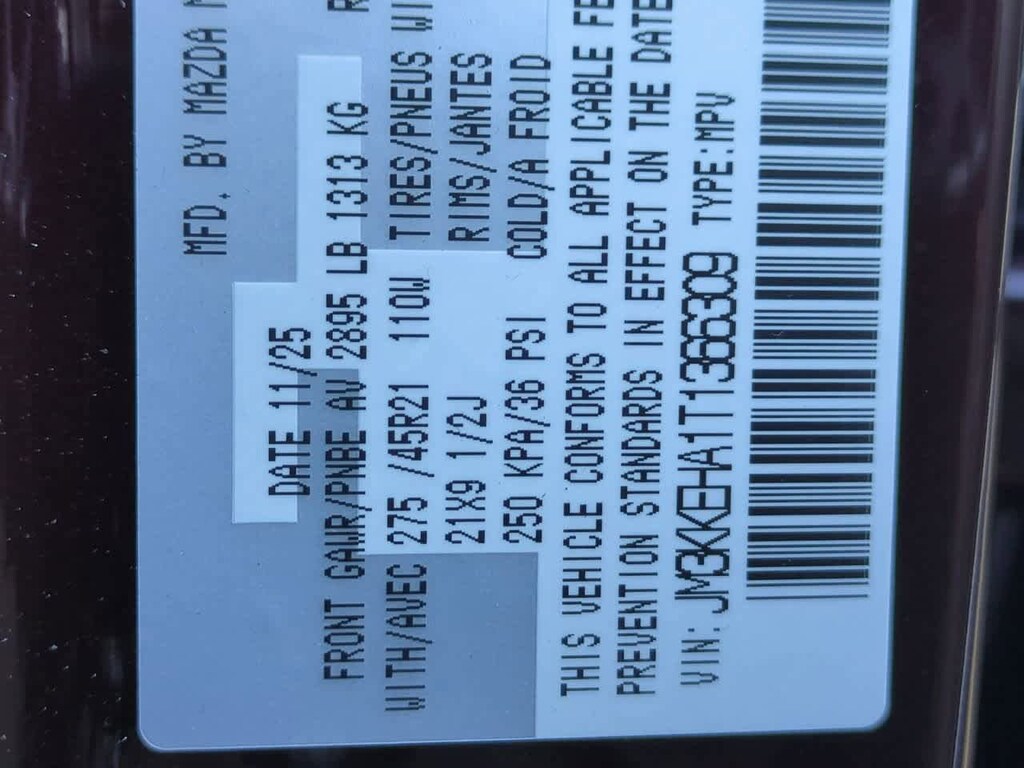 MFD. BY MAZDA
DATE 11/25
FRONT GAWR/PNBE AV 2895 LB 1313 KG
WITH/AVEC 275 /45R21 110W TIRES/PNEUS
21X9 1/2J RIMS/JANTES
250 KPA/36 PSI COLD/A FROID
THIS VEHICLE CONFORMS TO ALL APPLICABLE FE
PREVENTION STANDARDS IN EFFECT ON THE DATE
VIN: JM3KKEHA1T1366309 TYPE:MPV